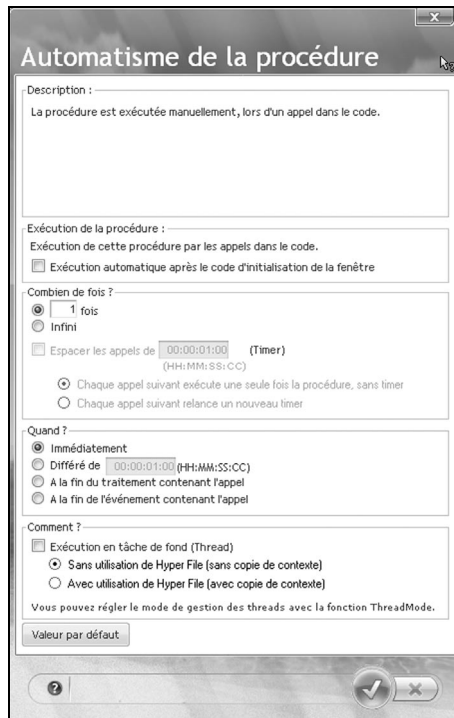 Automatisme de la procédure
Description :
La procédure est exécutée manuellement, lors d'un appel dans le code.
Exécution de la procédure :
Exécution de cette procédure par les appels dans le code.
Exécution automatique après le code d'initialisation de la fenêtre
Combien de fois ?
1 fois
Infini
Espacer les appels de 00:00:01:00 (Timer)
(HH:MM:SS:CC)
Chaque appel suivant exécute une seule fois la procédure, sans timer
Chaque appel suivant relance un nouveau timer
Quand ?
Immédiatement
Différé de 00:00:01:00 (HH:MM:SS:CC)
A la fin du traitement contenant l'appel
A la fin de l'événement contenant l'appel
Comment ?
Exécution en tâche de fond (Thread)
Sans utilisation de Hyper File (sans copie de contexte)
Avec utilisation de Hyper File (avec copie de contexte)
Vous pouvez régler le mode de gestion des threads avec la fonction ThreadMode.
Valeur par défaut